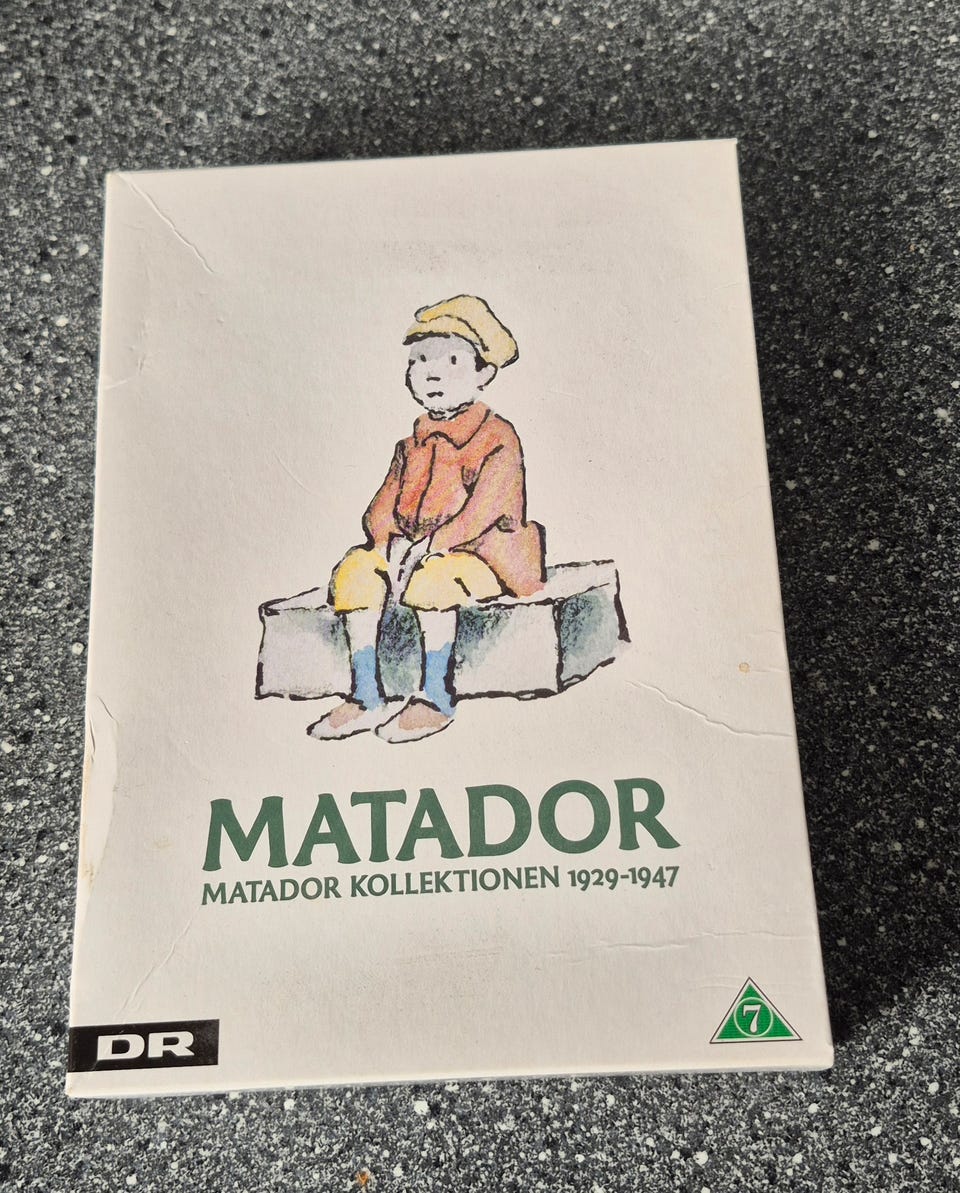 MATADOR
MATADOR KOLLEKTIONEN 1929-1947
DR
7